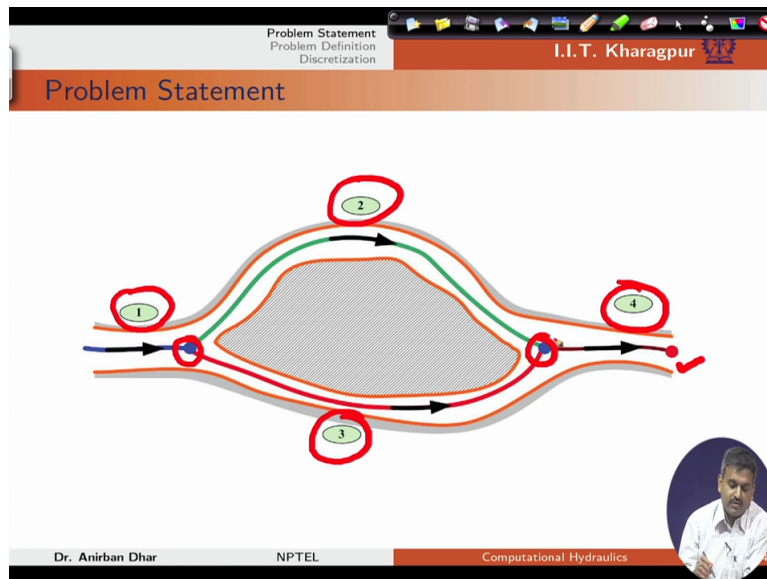 Problem Statement
Problem Definition
Discretization
I.I.T. Kharagpur
Problem Statement
2
1
4
3
Dr. Anirban Dhar
NPTEL
Computational Hydraulics